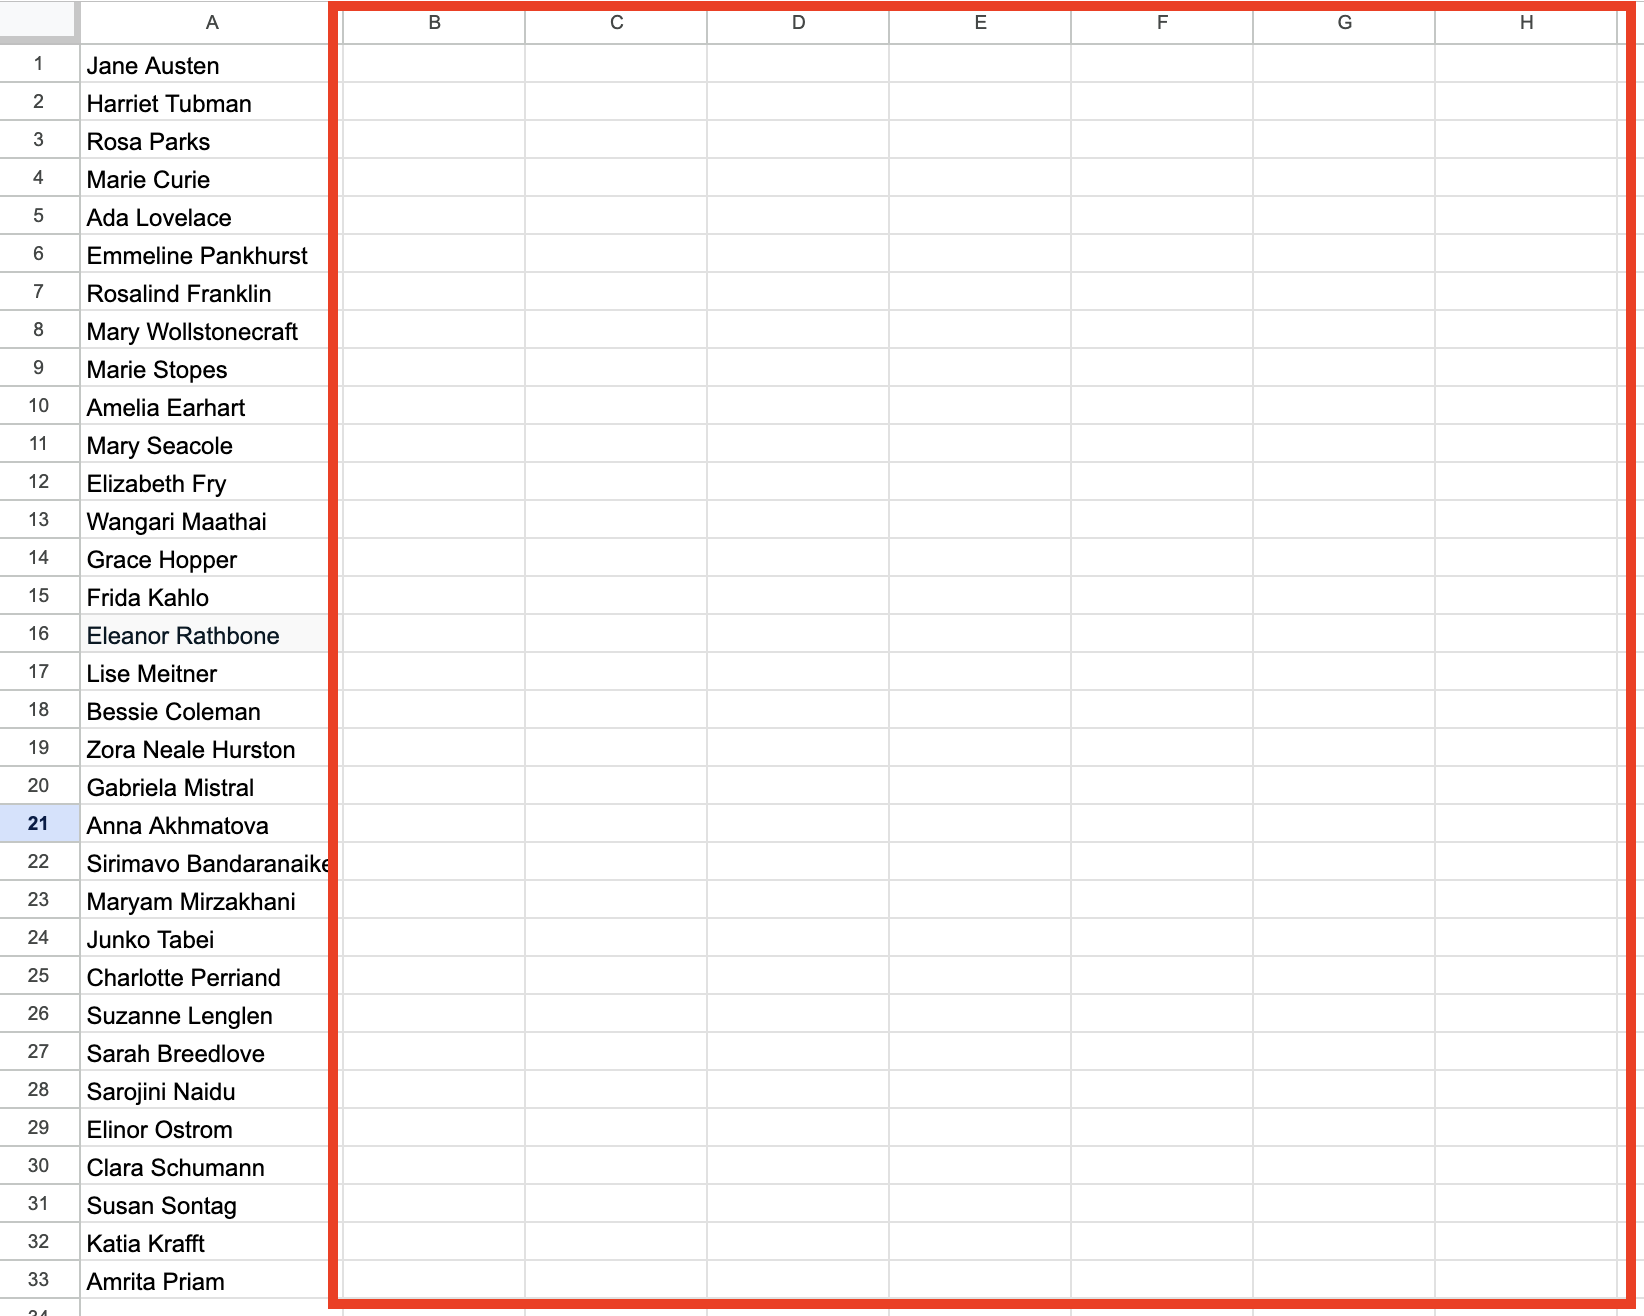 A B C D E F G H
1 Jane Austen
2 Harriet Tubman
3 Rosa Parks
4 Marie Curie
5 Ada Lovelace
6 Emmeline Pankhurst
7 Rosalind Franklin
8 Mary Wollstonecraft
9 Marie Stopes
10 Amelia Earhart
11 Mary Seacole
12 Elizabeth Fry
13 Wangari Maathai
14 Grace Hopper
15 Frida Kahlo
16 Eleanor Rathbone
17 Lise Meitner
18 Bessie Coleman
19 Zora Neale Hurston
20 Gabriela Mistral
21 Anna Akhmatova
22 Sirimavo Bandaranaike
23 Maryam Mirzakhani
24 Junko Tabei
25 Charlotte Perriand
26 Suzanne Lenglen
27 Sarah Breedlove
28 Sarojini Naidu
29 Elinor Ostrom
30 Clara Schumann
31 Susan Sontag
32 Katia Krafft
33 Amrita Priam
34